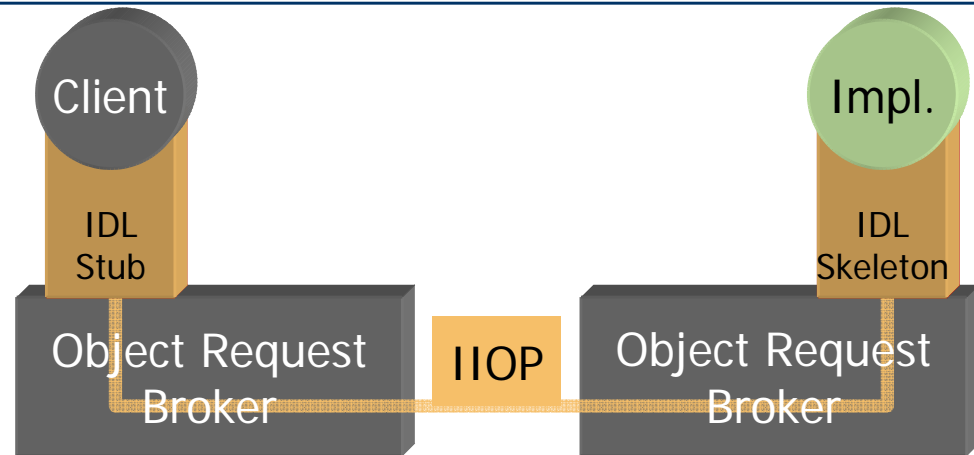 Client
Impl.
IDL
Stub
IDL
Skeleton
Object Request
Broker
IIOP
Object Request
Broker